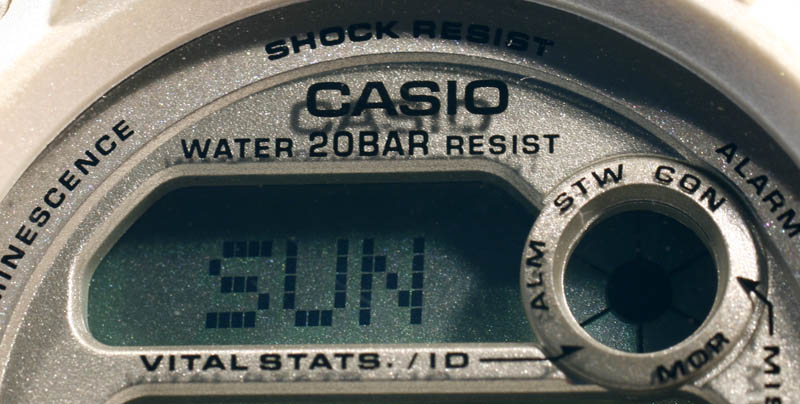 SHOCK RESIST
CASIO
WATER 20BAR RESIST
ALARM
STW
CON
ALM
SUN
MOR
VITAL STATS./ID